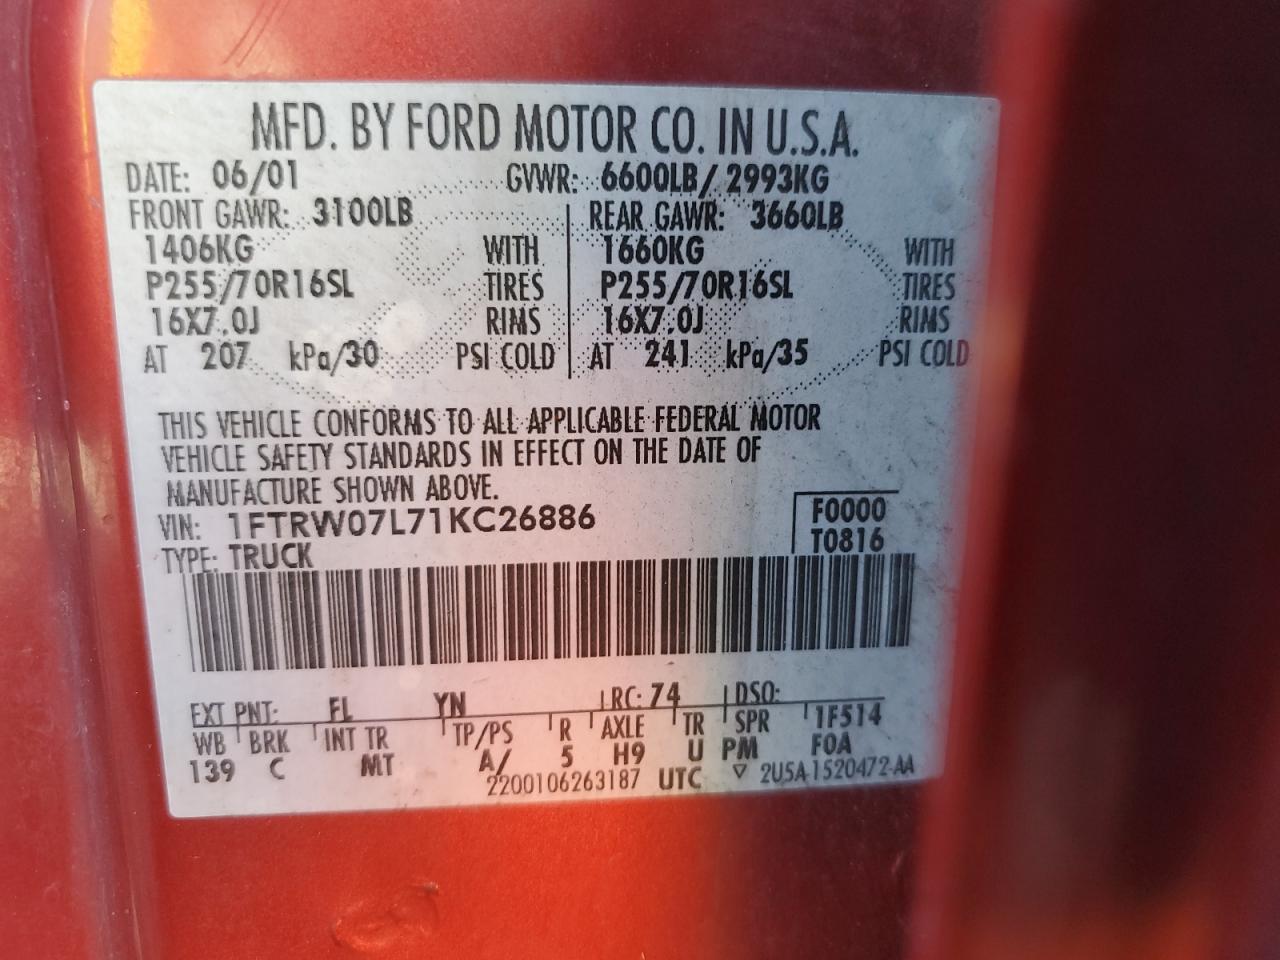 MFD. BY FORD MOTOR CO. IN U.S.A.
DATE: 06/01 GVWR: 6600LB/ 2993KG
FRONT GAWR: 3100LB REAR GAWR: 3660LB
1406KG WITH 1660KG WITH
P255/70R16SL TIRES P255/70R16SL TIRES
16X7.0J RIMS 16X7.0J RIMS
AT 207 kPa/30 PSI COLD AT 241 kPa/35 PSI COLD
THIS VEHICLE CONFORMS TO ALL APPLICABLE FEDERAL MOTOR
VEHICLE SAFETY STANDARDS IN EFFECT ON THE DATE OF
MANUFACTURE SHOWN ABOVE.
VIN: 1FTRW07L71KC26886 F0000
TYPE: TRUCK T0816
EXT PNT: FL YN RC: 74 DSO:
WB BRK INT TR TP/PS R AXLE TR SPR 1F514
139 C MT A/ 5 H9 U PM FOA
2200106263187 UTC ▽ 2U5A-1520472-AA